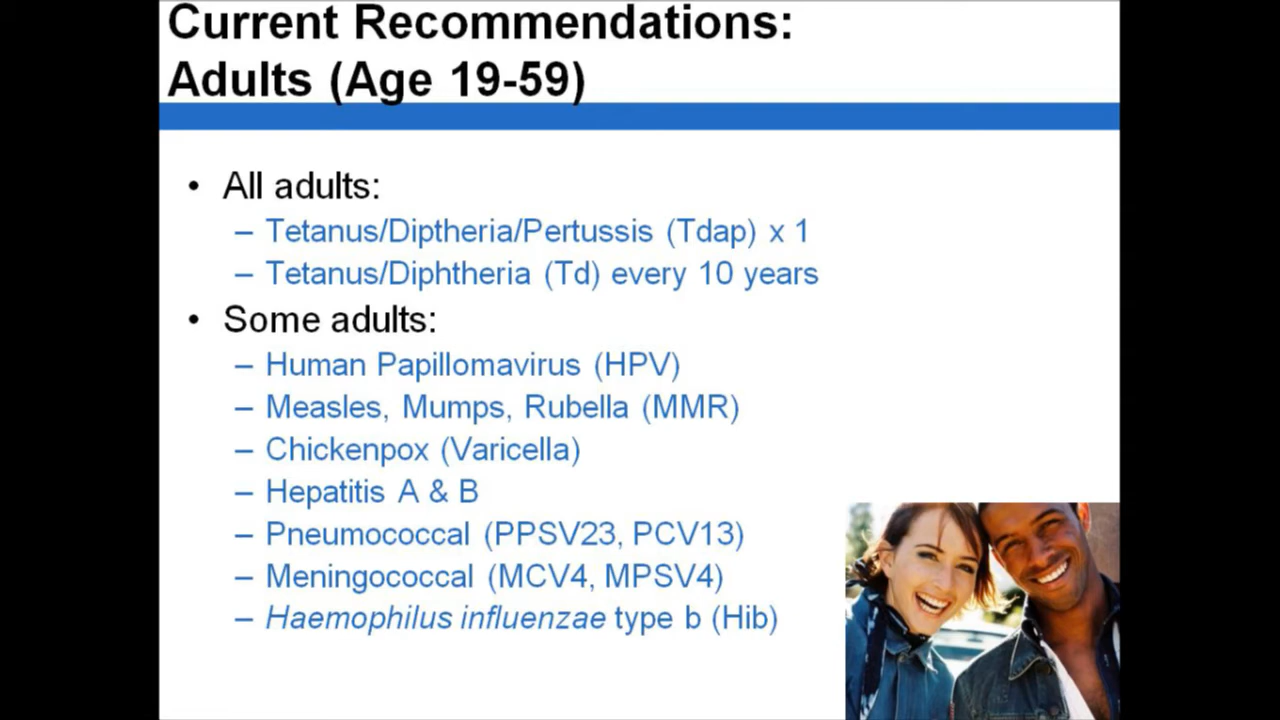 Current Recommendations:
Adults (Age 19-59)
• All adults:
– Tetanus/Diptheria/Pertussis (Tdap) x 1
– Tetanus/Diphtheria (Td) every 10 years
• Some adults:
– Human Papillomavirus (HPV)
– Measles, Mumps, Rubella (MMR)
– Chickenpox (Varicella)
– Hepatitis A & B
– Pneumococcal (PPSV23, PCV13)
– Meningococcal (MCV4, MPSV4)
– Haemophilus influenzae type b (Hib)